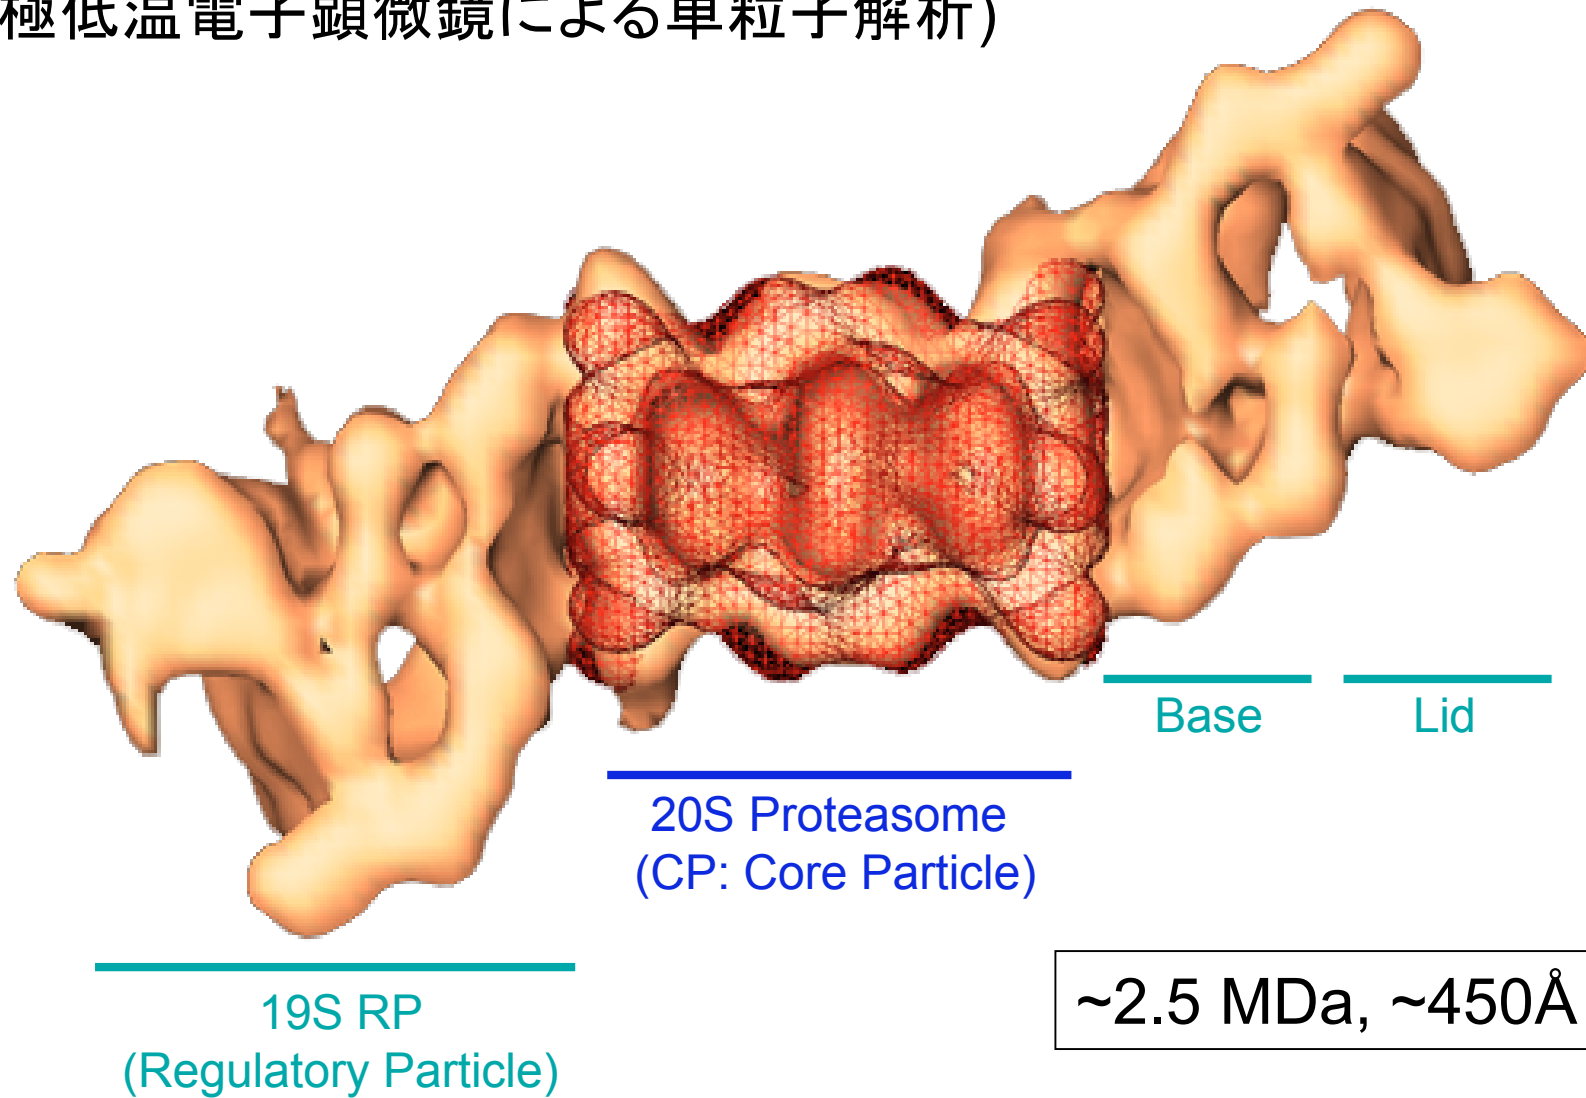 極低温電子顕微鏡による単粒子解析)
Base
Lid
20S Proteasome
(CP: Core Particle)
19S RP
(Regulatory Particle)
~2.5 MDa, ~450Å